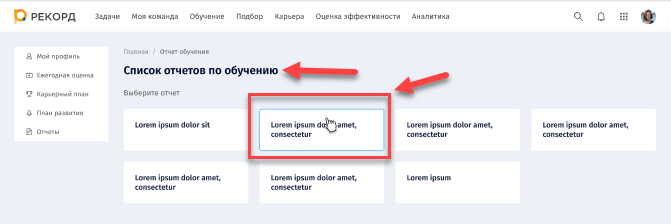 РЕКОРД Задачи Моя команда Обучение Подбор Карьера Оценка эффективности Аналитика
Мой профиль
Ежегодная оценка
Карьерный план
План развития
Отчеты
Главная / Отчет обучения
Список отчетов по обучению
Выберите отчет
Lorem ipsum dolor sit
Lorem ipsum dolor amet,
consectetur
Lorem ipsum dolor amet,
consectetur
Lorem ipsum dolor amet,
consectetur
Lorem ipsum dolor amet,
consectetur
Lorem ipsum dolor amet,
consectetur
Lorem ipsum